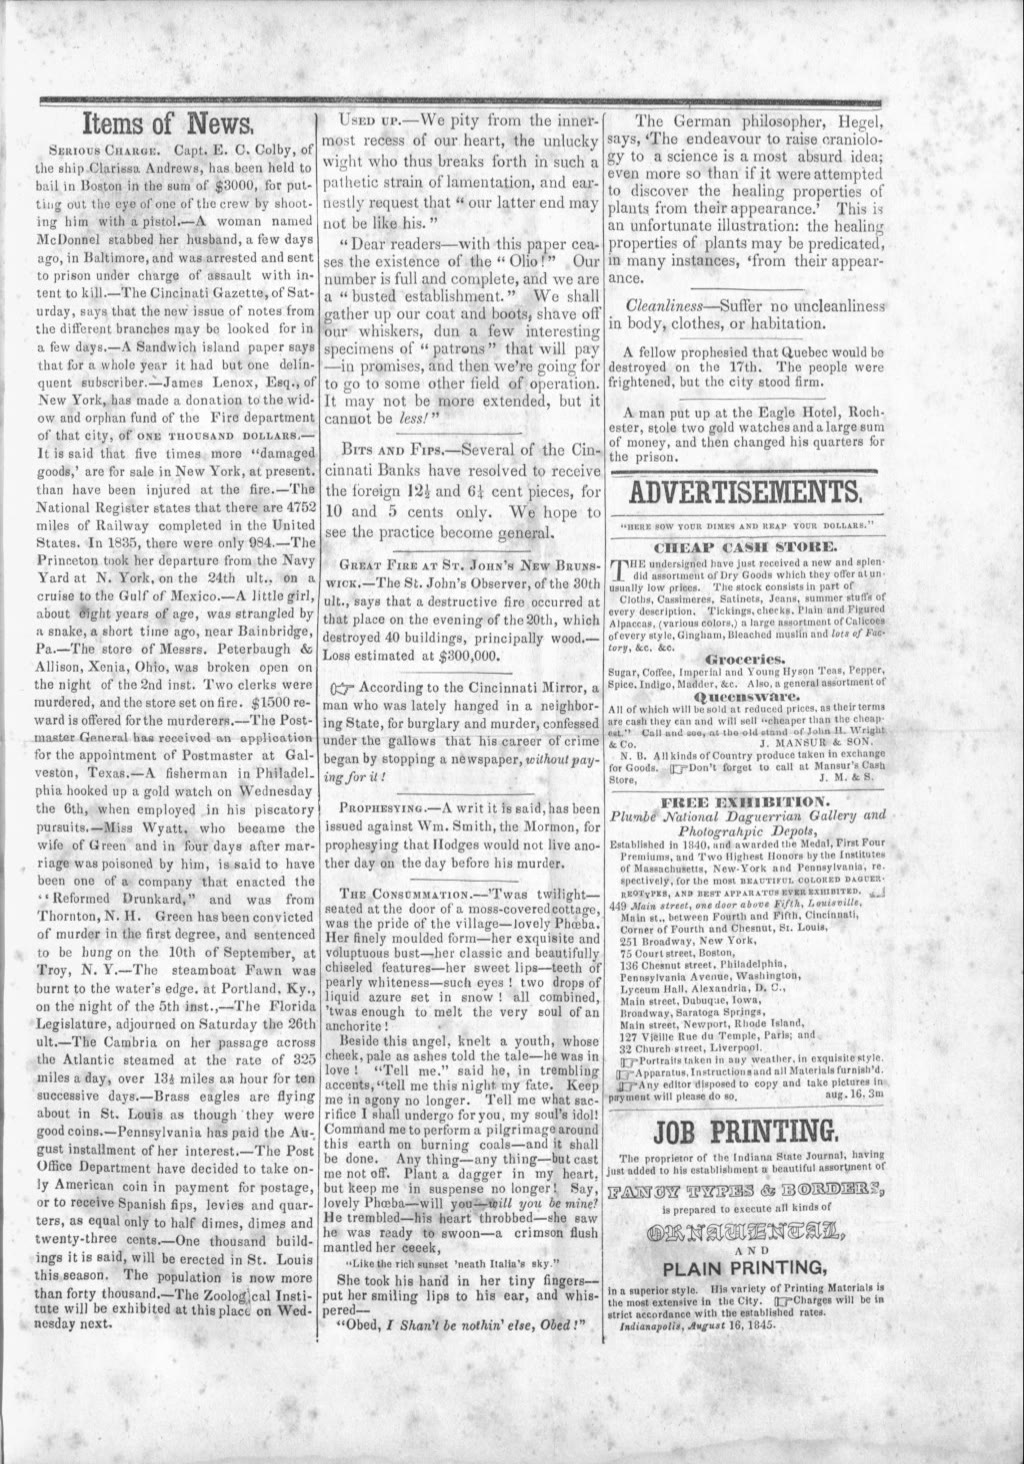 Items of News.
SERIOUS CHARGE. Capt. E. C. Colby, of
the ship Clarissa Andrews, has been held to
bail in Boston in the sum of $3000, for put-
ting out the eye of one of the crew by shoot-
ing him with a pistol.—A woman named
McDonnel stabbed her husband, a few days
ago, in Baltimore, and was arrested and sent
to prison under charge of assault with in-
tent to kill.—The Cincinati Gazette, of Sat-
urday, says that the new issue of notes from
the different branches may be looked for in
a few days.—A Sandwich island paper says
that for a whole year it had but one delin-
quent subscriber.—James Lenox, Esq., of
New York, has made a donation to the wid-
ow and orphan fund of the Fire department
of that city, of ONE THOUSAND DOLLARS.—
It is said that five times more "damaged
goods,' are for sale in New York, at present,
than have been injured at the fire.—The
National Register states that there are 4752
miles of Railway completed in the United
States. In 1835, there were only 984.—The
Princeton took her departure from the Navy
Yard at N. York, on the 24th ult., on a
cruise to the Gulf of Mexico.—A little girl,
about eight years of age, was strangled by
a snake, a short time ago, near Bainbridge,
Pa.—The store of Messrs. Peterbaugh &
Allison, Xenia, Ohio, was broken open on
the night of the 2nd inst. Two clerks were
murdered, and the store set on fire. $1500 re-
ward is offered for the murderers.—The Post-
master General has received an application
for the appointment of Postmaster at Gal-
veston, Texas.—A fisherman in Philadel-
phia hooked up a gold watch on Wednesday
the 6th, when employed in his piscatory
pursuits.—Miss Wyatt, who became the
wife of Green and in four days after mar-
riage was poisoned by him, is said to have
been one of a company that enacted the
"Reformed Drunkard," and was from
Thornton, N. H. Green has been convicted
of murder in the first degree, and sentenced
to be hung on the 10th of September, at
Troy, N. Y.—The steamboat Fawn was
burnt to the water's edge, at Portland, Ky.,
on the night of the 5th inst.,—The Florida
Legislature, adjourned on Saturday the 26th
ult.—The Cambria on her passage across
the Atlantic steamed at the rate of 325
miles a day, over 13½ miles an hour for ten
successive days.—Brass eagles are flying
about in St. Louis as though they were
good coins.—Pennsylvania has paid the Au-
gust installment of her interest.—The Post
Office Department have decided to take on-
ly American coin in payment for postage,
or to receive Spanish fips, levies and quar-
ters, as equal only to half dimes, dimes and
twenty-three cents.—One thousand build-
ings it is said, will be erected in St. Louis
this season. The population is now more
than forty thousand.—The Zoological Insti-
tute will be exhibited at this place on Wed-
nesday next.
USED UP.—We pity from the inner-
most recess of our heart, the unlucky
wight who thus breaks forth in such a
pathetic strain of lamentation, and ear-
nestly request that "our latter end may
not be like his."
"Dear readers—with this paper cea-
ses the existence of the "Olio!" Our
number is full and complete, and we are
a "busted establishment." We shall
gather up our coat and boots, shave off
our whiskers, dun a few interesting
specimens of "patrons" that will pay
—in promises, and then we're going for
to go to some other field of operation.
It may not be more extended, but it
cannot be less!"
BITS AND FIPS.—Several of the Cin-
cinnati Banks have resolved to receive
the foreign 12½ and 6¼ cent pieces, for
10 and 5 cents only. We hope to
see the practice become general.
GREAT FIRE AT ST. JOHN'S NEW BRUNS-
WICK.—The St. John's Observer, of the 30th
ult., says that a destructive fire occurred at
that place on the evening of the 20th, which
destroyed 40 buildings, principally wood.—
Loss estimated at $300,000.
☞ According to the Cincinnati Mirror, a
man who was lately hanged in a neighbor-
ing State, for burglary and murder, confessed
under the gallows that his career of crime
began by stopping a newspaper, without pay-
ing for it!
PROPHESYING.—A writ it is said, has been
issued against Wm. Smith, the Mormon, for
prophesying that Hodges would not live ano-
ther day on the day before his murder.
THE CONSUMMATION.—'Twas twilight—
seated at the door of a moss-covered cottage,
was the pride of the village—lovely Phœba.
Her finely moulded form—her exquisite and
voluptuous bust—her classic and beautifully
chiseled features—her sweet lips—teeth of
pearly whiteness—such eyes! two drops of
liquid azure set in snow! all combined,
'twas enough to melt the very soul of an
anchorite!
Beside this angel, knelt a youth, whose
cheek, pale as ashes told the tale—he was in
love! "Tell me." said he, in trembling
accents, "tell me this night my fate. Keep
me in agony no longer. Tell me what sac-
rifice I shall undergo for you, my soul's idol!
Command me to perform a pilgrimage around
this earth on burning coals—and it shall
be done. Any thing—any thing—but cast
me not off. Plant a dagger in my heart,
but keep me in suspense no longer! Say,
lovely Phœba—will you—will you be mine?
He trembled—his heart throbbed—she saw
he was ready to swoon—a crimson flush
mantled her ceeek,
"Like the rich sunset 'neath Italia's sky."
She took his hand in her tiny fingers—
put her smiling lips to his ear, and whis-
pered—
"Obed, I Shan't be nothin' else, Obed!"
The German philosopher, Hegel,
says, 'The endeavour to raise craniolo-
gy to a science is a most absurd idea;
even more so than if it were attempted
to discover the healing properties of
plants from their appearance.' This is
an unfortunate illustration: the healing
properties of plants may be predicated,
in many instances, 'from their appear-
ance.
Cleanliness—Suffer no uncleanliness
in body, clothes, or habitation.
A fellow prophesied that Quebec would be
destroyed on the 17th. The people were
frightened, but the city stood firm.
A man put up at the Eagle Hotel, Roch-
ester, stole two gold watches and a large sum
of money, and then changed his quarters for
the prison.
ADVERTISEMENTS.
"HERE SOW YOUR DIMES AND REAP YOUR DOLLARS."
CHEAP CASH STORE.
THE undersigned have just received a new and splen-
did assortment of Dry Goods which they offer at un-
usually low prices. The stock consists in part of
Cloths, Cassimeres, Satinets, Jeans, summer stuffs of
every description. Tickings, checks, Plain and Figured
Alpaccas, (various colors,) a large assortment of Calicoes
of every style, Gingham, Bleached muslin and lots of Fac-
tory, &c. &c.
Groceries.
Sugar, Coffee, Imperial and Young Hyson Teas, Pepper,
Spice, Indigo, Madder, &c. Also, a general assortment of
Queensware.
All of which will be sold at reduced prices, as their terms
are cash they can and will sell "cheaper than the cheap-
est." Call and see, at the old stand of John H. Wright
& Co. J. MANSUR & SON.
N. B. All kinds of Country produce taken in exchange
for Goods. ☞Don't forget to call at Mansur's Cash
Store, J. M. & S.
FREE EXHIBITION.
Plumbe National Daguerrian Gallery and
Photograhpic Depots,
Established in 1840, and awarded the Medal, First Four
Premiums, and Two Highest Honors by the Institutes
of Massachusetts, New-York and Pennsylvania, re-
spectively, for the most BEAUTIFUL COLORED DAGUER-
REOTYPES, AND BEST APPARATUS EVER EXHIBITED.
449 Main street, one door above Fifth, Louisville,
Main st., between Fourth and Fifth, Cincinnati,
Corner of Fourth and Chesnut, St. Louis,
251 Broadway, New York,
75 Court street, Boston,
136 Chesnut street, Philadelphia,
Pennsylvania Avenue, Washington,
Lyceum Hall, Alexandria, D. C.,
Main street, Dubuque, Iowa,
Broadway, Saratoga Springs,
Main street, Newport, Rhode Island,
127 Vieille Rue du Temple, Paris; and
32 Church street, Liverpool.
☞Portraits taken in any weather, in exquisite style.
☞Apparatus, Instructions and all Materials furnish'd.
☞Any editor disposed to copy and take pictures in
payment will please do so. aug. 16, 3m
JOB PRINTING.
The proprietor of the Indiana State Journal, having
just added to his establishment a beautiful assortment of
FANCY TYPES & BORDERS,
is prepared to execute all kinds of
ORNAMENTAL,
AND
PLAIN PRINTING,
in a superior style. His variety of Printing Materials is
the most extensive in the City. ☞Charges will be in
strict accordance with the established rates.
Indianapolis, August 16, 1845.